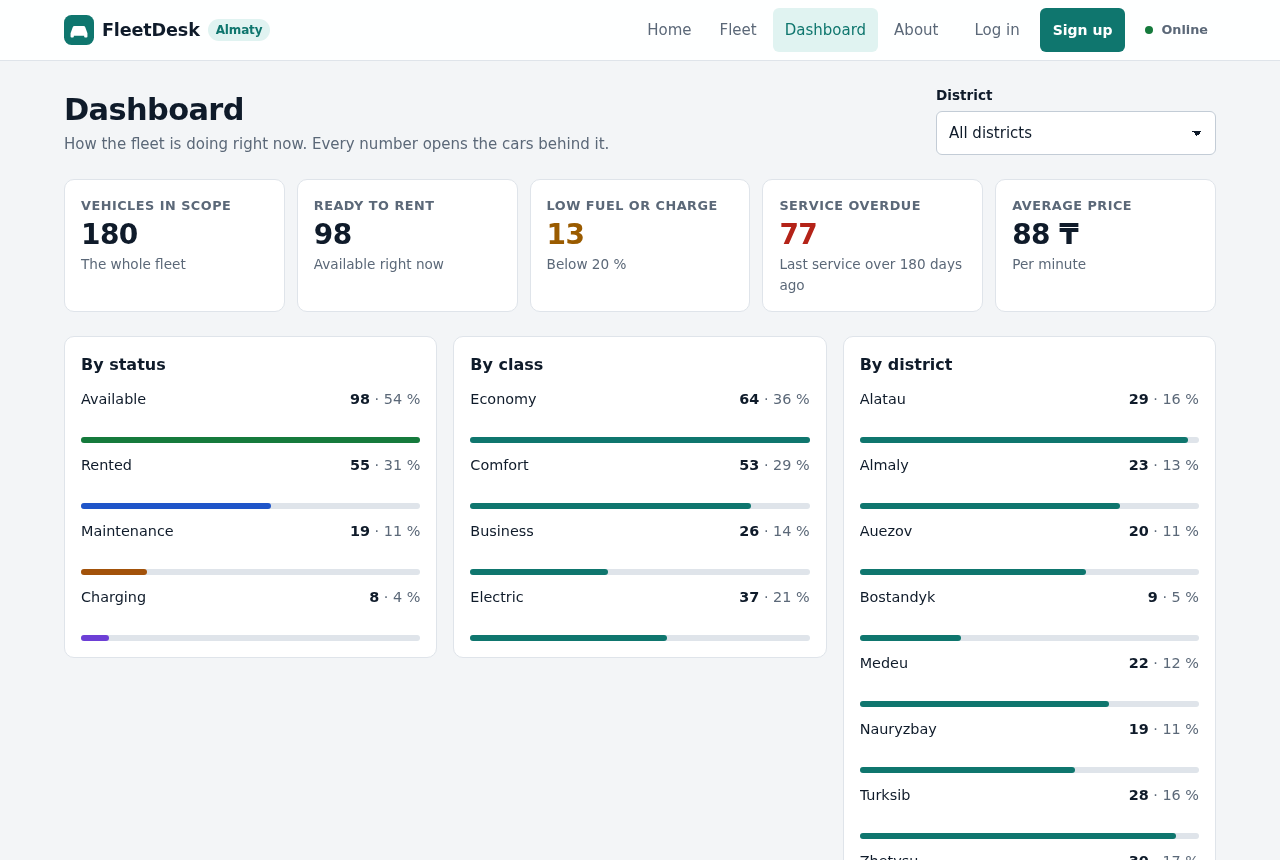 FleetDesk Almaty Home Fleet Dashboard About Log in Sign up Online
Dashboard
How the fleet is doing right now. Every number opens the cars behind it.
District
All districts
VEHICLES IN SCOPE
180
The whole fleet
READY TO RENT
98
Available right now
LOW FUEL OR CHARGE
13
Below 20 %
SERVICE OVERDUE
77
Last service over 180 days
ago
AVERAGE PRICE
88 ₸
Per minute
By status
Available 98 · 54 %
Rented 55 · 31 %
Maintenance 19 · 11 %
Charging 8 · 4 %
By class
Economy 64 · 36 %
Comfort 53 · 29 %
Business 26 · 14 %
Electric 37 · 21 %
By district
Alatau 29 · 16 %
Almaly 23 · 13 %
Auezov 20 · 11 %
Bostandyk 9 · 5 %
Medeu 22 · 12 %
Nauryzbay 19 · 11 %
Turksib 28 · 16 %
Zhetysu 30 · 17 %